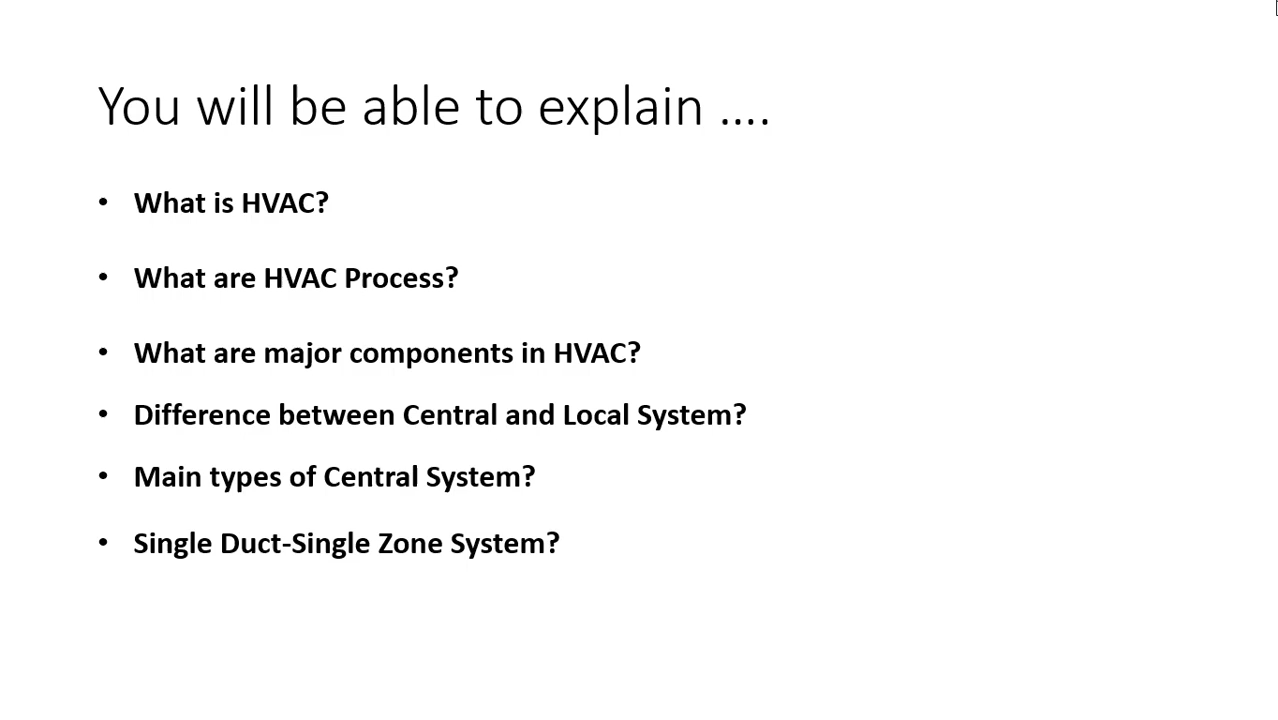 You will be able to explain ....
• What is HVAC?
• What are HVAC Process?
• What are major components in HVAC?
• Difference between Central and Local System?
• Main types of Central System?
• Single Duct-Single Zone System?